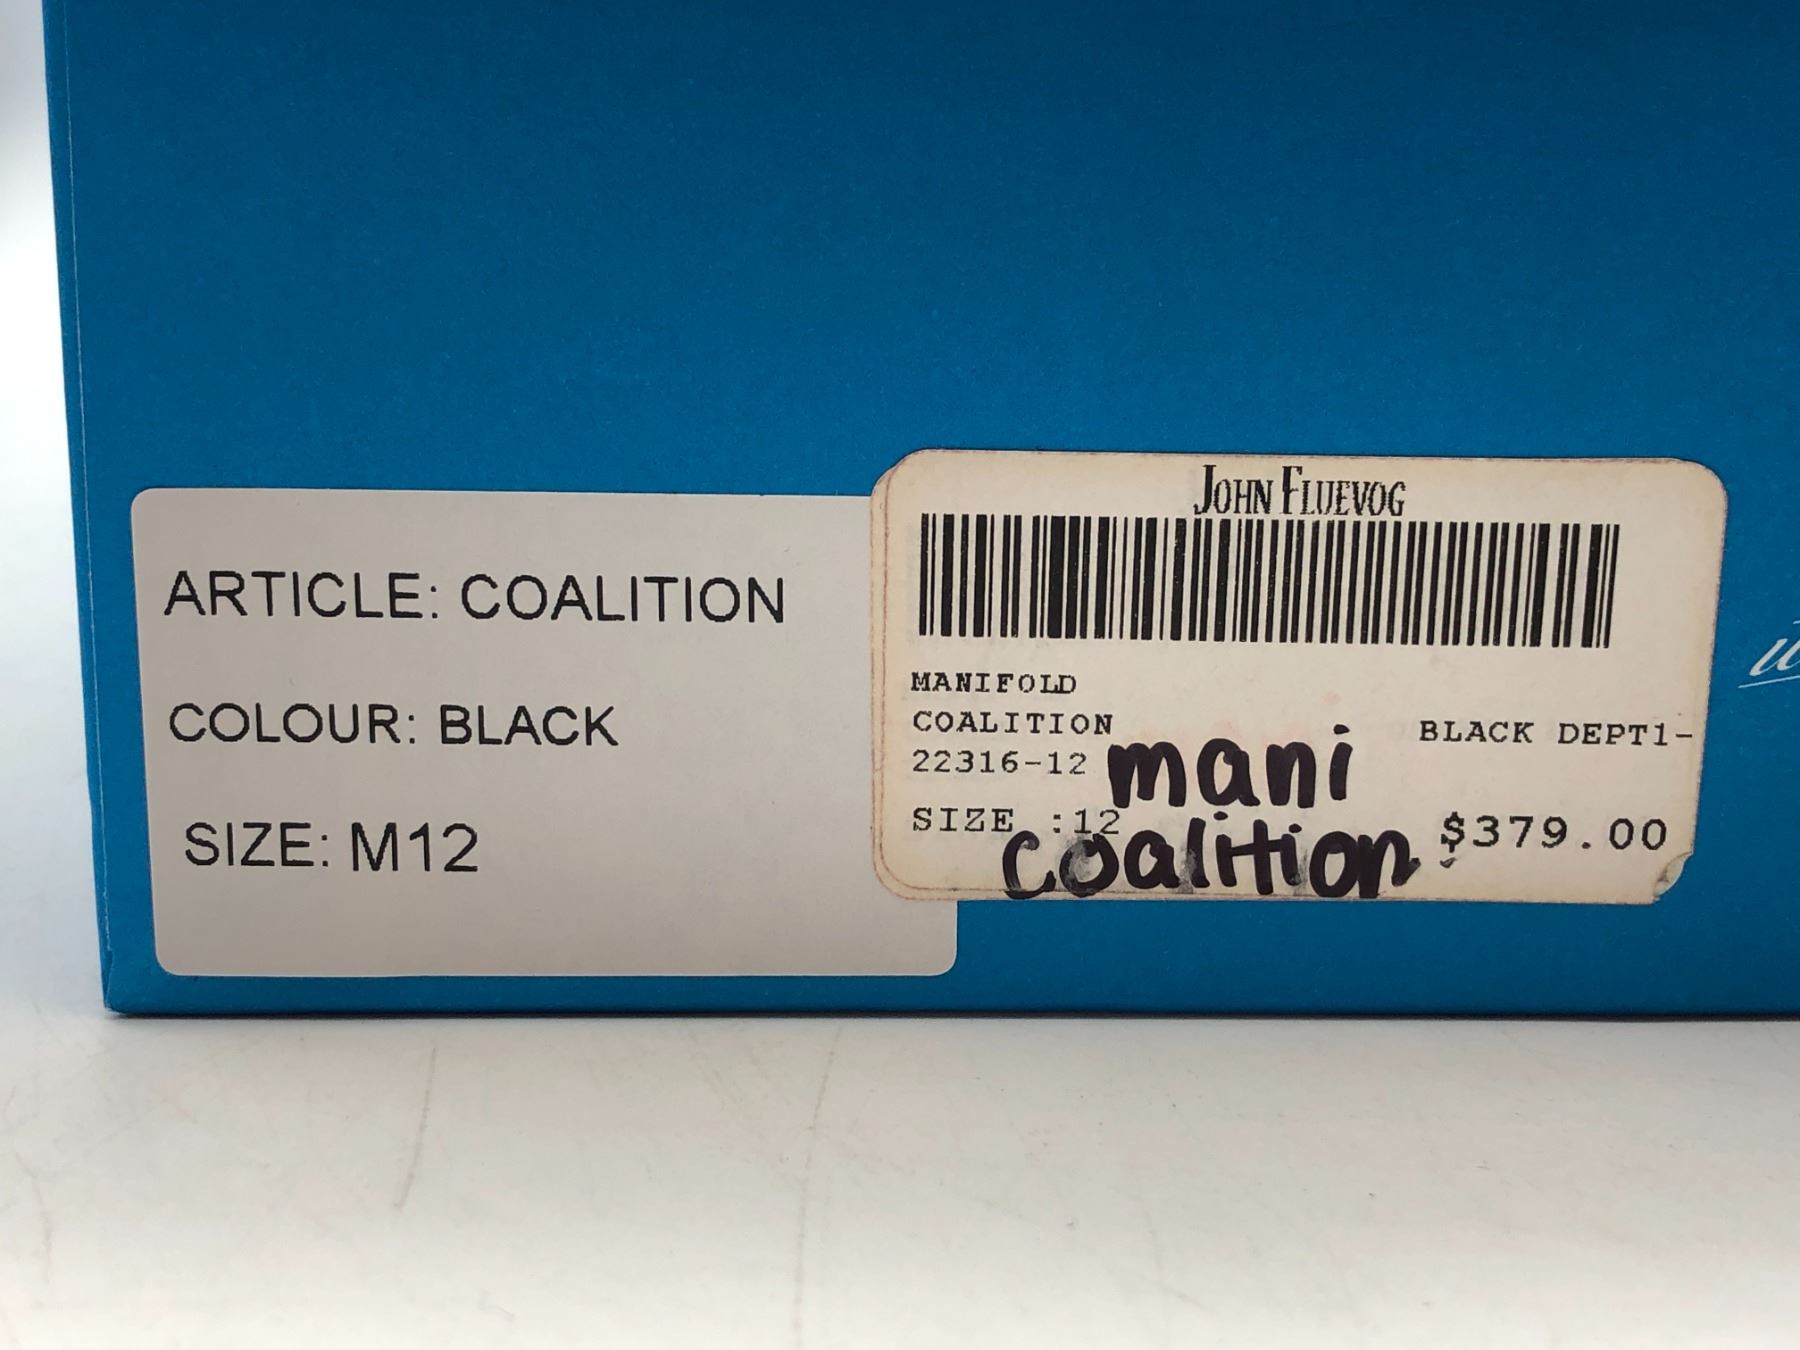 ARTICLE: COALITION
COLOUR: BLACK
SIZE: M12
JOHN FLUEVOG
MANIFOLD
COALITION BLACK DEPT1-
22316-12
SIZE :12 $379.00
mani
coalition